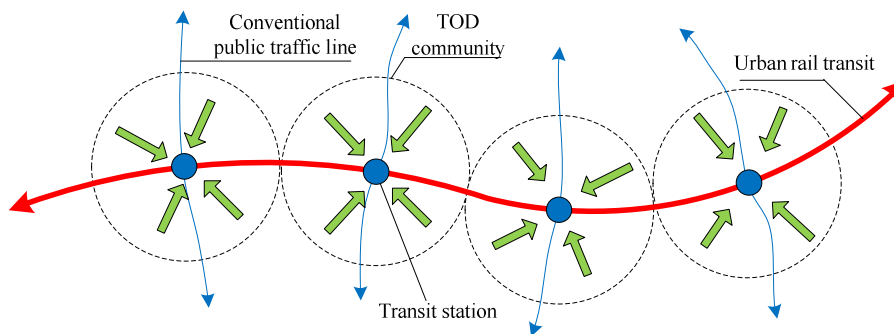 Conventional
public traffic line
TOD
community
Urban rail transit
Transit station